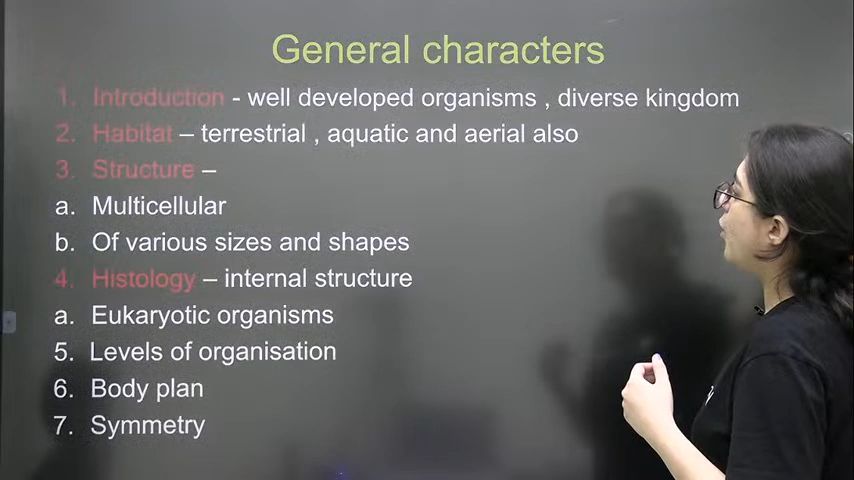 General characters
1. Introduction - well developed organisms , diverse kingdom
2. Habitat – terrestrial , aquatic and aerial also
3. Structure –
a. Multicellular
b. Of various sizes and shapes
4. Histology – internal structure
a. Eukaryotic organisms
5. Levels of organisation
6. Body plan
7. Symmetry